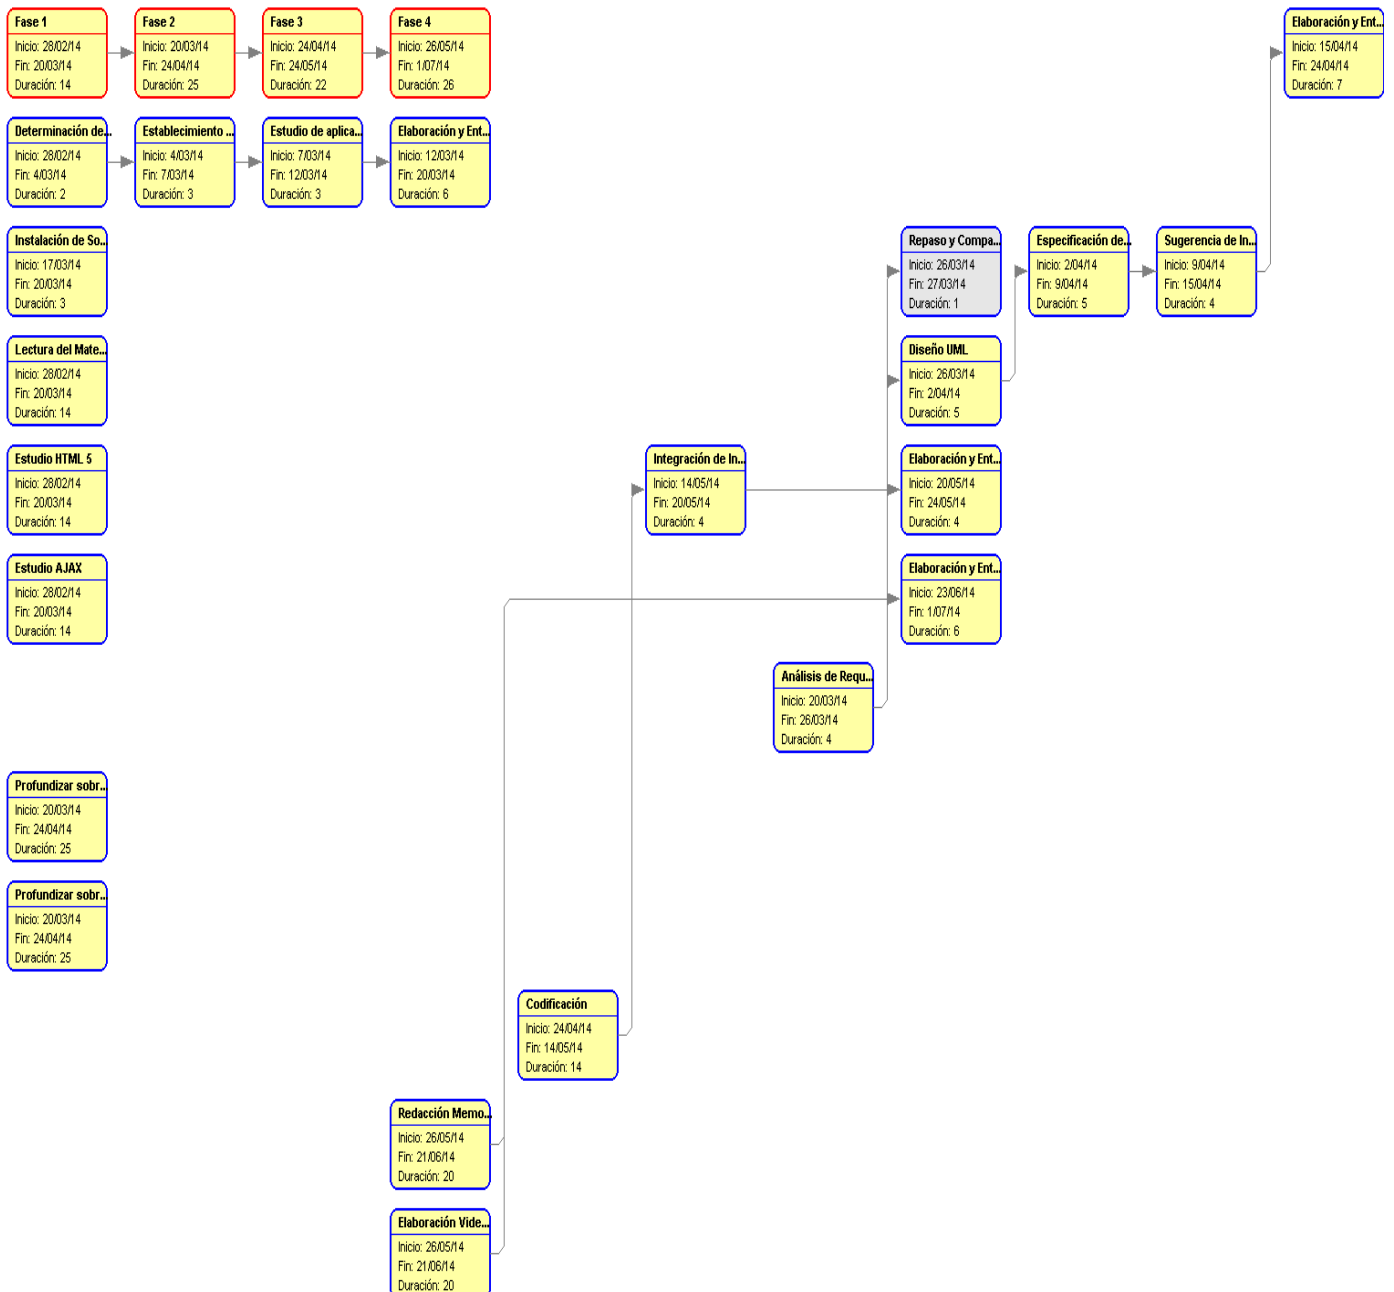 Fase 1
Inicio: 28/02/14
Fin: 20/03/14
Duración: 14
Fase 2
Inicio: 20/03/14
Fin: 24/04/14
Duración: 25
Fase 3
Inicio: 24/04/14
Fin: 24/05/14
Duración: 22
Fase 4
Inicio: 26/05/14
Fin: 1/07/14
Duración: 26
Elaboración y Ent...
Inicio: 15/04/14
Fin: 24/04/14
Duración: 7
Determinación de...
Inicio: 28/02/14
Fin: 4/03/14
Duración: 2
Establecimiento ...
Inicio: 4/03/14
Fin: 7/03/14
Duración: 3
Estudio de aplica...
Inicio: 7/03/14
Fin: 12/03/14
Duración: 3
Elaboración y Ent...
Inicio: 12/03/14
Fin: 20/03/14
Duración: 6
Instalación de So...
Inicio: 17/03/14
Fin: 20/03/14
Duración: 3
Repaso y Compa...
Inicio: 26/03/14
Fin: 27/03/14
Duración: 1
Especificación de...
Inicio: 2/04/14
Fin: 9/04/14
Duración: 5
Sugerencia de In...
Inicio: 9/04/14
Fin: 15/04/14
Duración: 4
Lectura del Mate...
Inicio: 28/02/14
Fin: 20/03/14
Duración: 14
Diseño UML
Inicio: 26/03/14
Fin: 2/04/14
Duración: 5
Estudio HTML 5
Inicio: 28/02/14
Fin: 20/03/14
Duración: 14
Integración de In...
Inicio: 14/05/14
Fin: 20/05/14
Duración: 4
Elaboración y Ent...
Inicio: 20/05/14
Fin: 24/05/14
Duración: 4
Estudio AJAX
Inicio: 28/02/14
Fin: 20/03/14
Duración: 14
Elaboración y Ent...
Inicio: 23/06/14
Fin: 1/07/14
Duración: 6
Análisis de Requ...
Inicio: 20/03/14
Fin: 26/03/14
Duración: 4
Profundizar sobr...
Inicio: 20/03/14
Fin: 24/04/14
Duración: 25
Profundizar sobr...
Inicio: 20/03/14
Fin: 24/04/14
Duración: 25
Codificación
Inicio: 24/04/14
Fin: 14/05/14
Duración: 14
Redacción Memo...
Inicio: 26/05/14
Fin: 21/06/14
Duración: 20
Elaboración Vide...
Inicio: 26/05/14
Fin: 21/06/14
Duración: 20